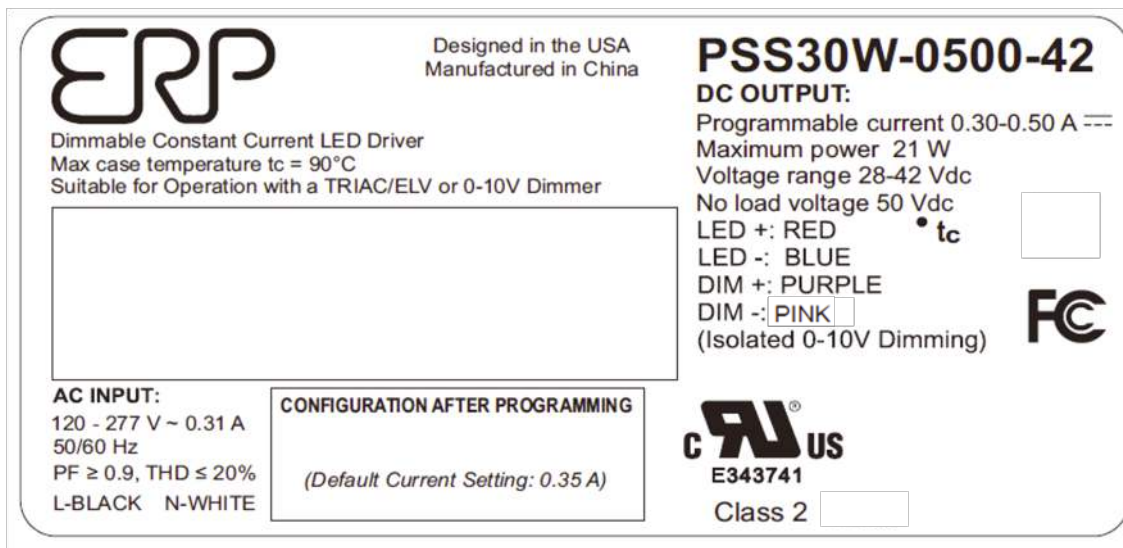 ERP
Designed in the USA
Manufactured in China
Dimmable Constant Current LED Driver
Max case temperature tc = 90°C
Suitable for Operation with a TRIAC/ELV or 0-10V Dimmer
PSS30W-0500-42
DC OUTPUT:
Programmable current 0.30-0.50 A ⎓
Maximum power 21 W
Voltage range 28-42 Vdc
No load voltage 50 Vdc
LED +: RED
• tc
LED -: BLUE
DIM +: PURPLE
DIM -: PINK
(Isolated 0-10V Dimming)
FC
AC INPUT:
120 - 277 V ~ 0.31 A
50/60 Hz
PF ≥ 0.9, THD ≤ 20%
L-BLACK N-WHITE
CONFIGURATION AFTER PROGRAMMING
(Default Current Setting: 0.35 A)
C RU® US
E343741
Class 2